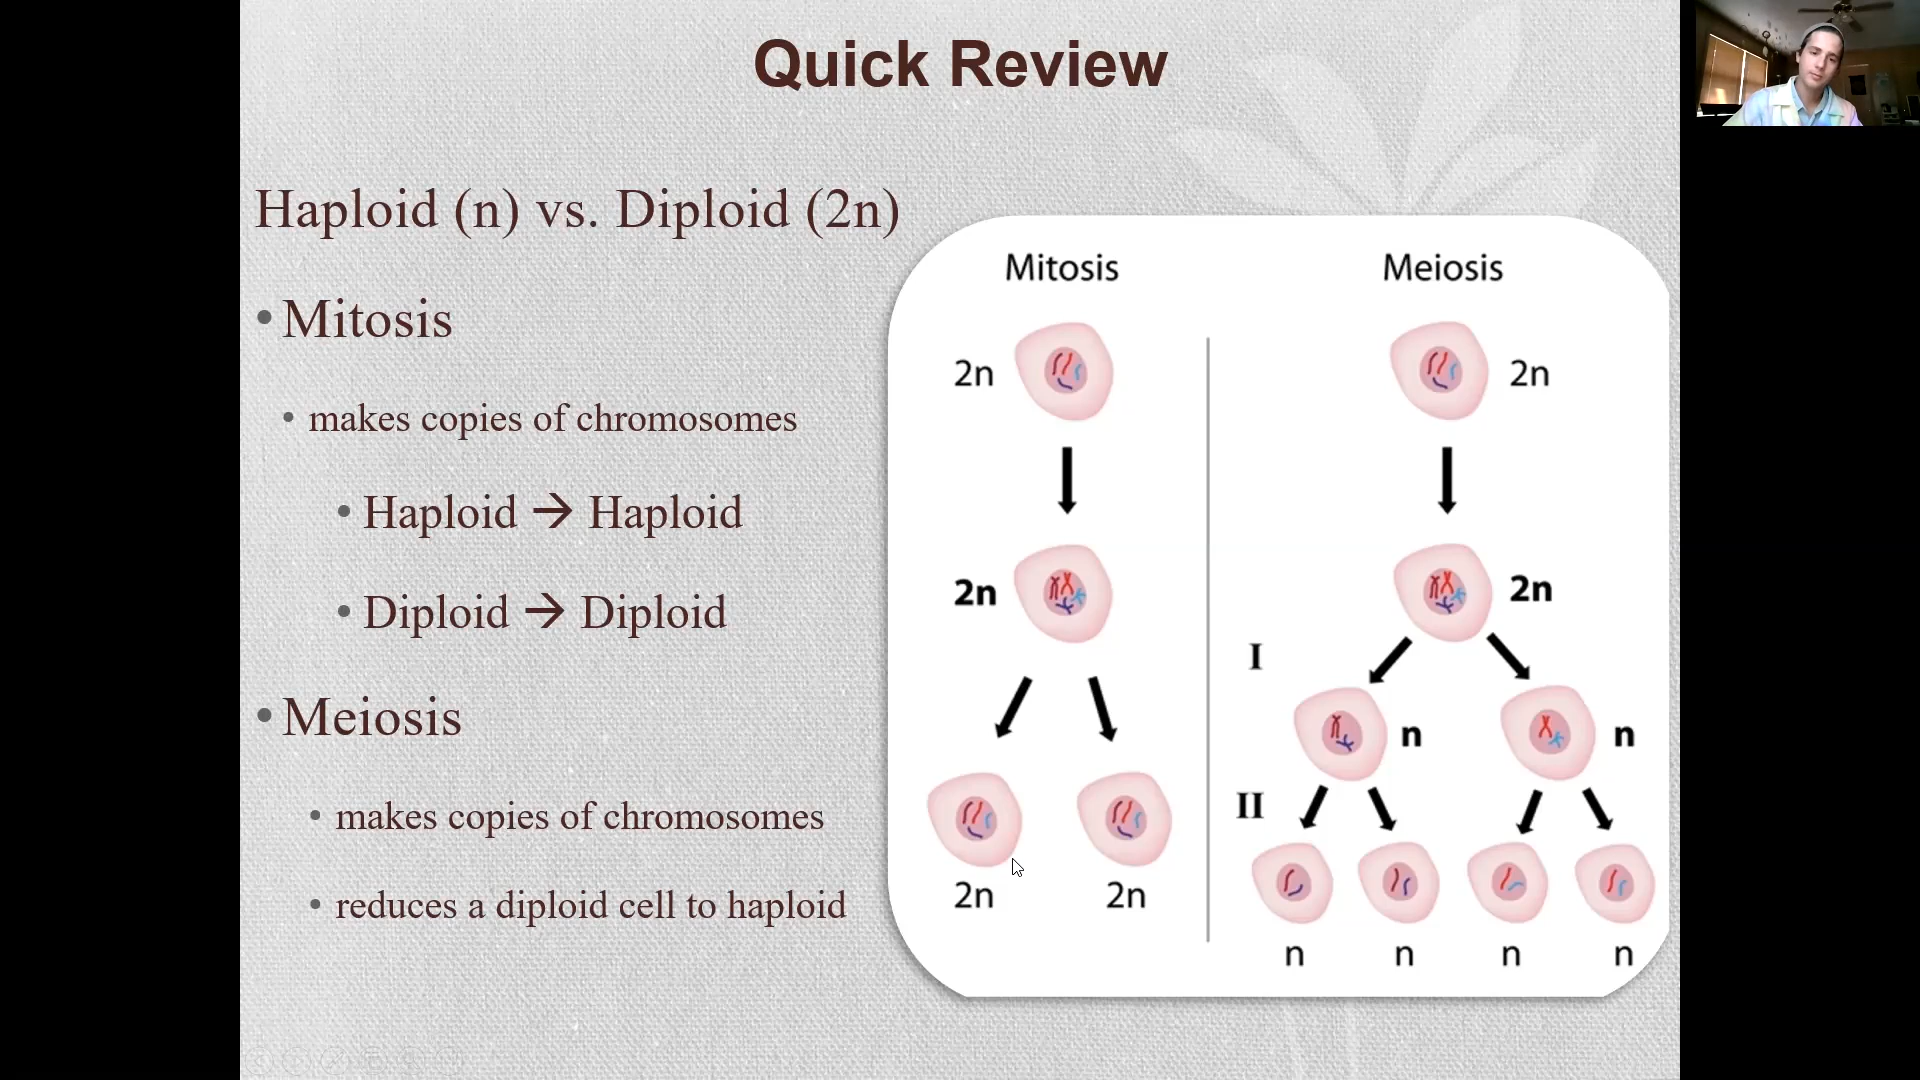 Quick Review
Haploid (n) vs. Diploid (2n)
• Mitosis
• makes copies of chromosomes
• Haploid → Haploid
• Diploid → Diploid
• Meiosis
• makes copies of chromosomes
• reduces a diploid cell to haploid
Mitosis
2n
2n
2n 2n
Meiosis
2n
2n
I
n n
II
n n n n